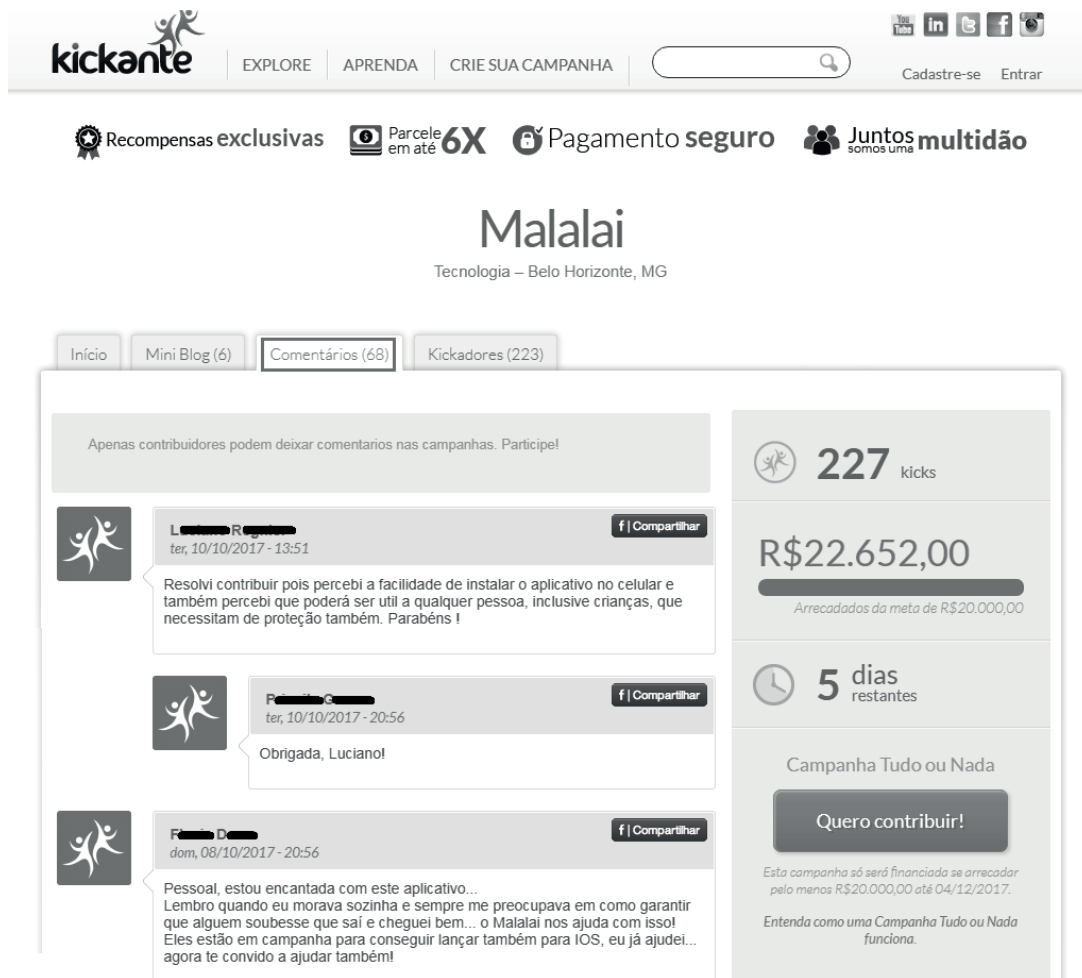 kickante
EXPLORE
APRENDA
CRIE SUA CAMPANHA
You
Tube
in
f
Cadastre-se
Entrar
Recompensas exclusivas
Parcele
em até 6X
Pagamento seguro
Juntos
somos uma multidão
Malalai
Tecnologia – Belo Horizonte, MG
Início
Mini Blog (6)
Comentários (68)
Kickadores (223)
Apenas contribuidores podem deixar comentarios nas campanhas. Participe!
f | Compartilhar
ter, 10/10/2017 - 13:51
Resolvi contribuir pois percebi a facilidade de instalar o aplicativo no celular e
também percebi que poderá ser util a qualquer pessoa, inclusive crianças, que
necessitam de proteção também. Parabéns !
f | Compartilhar
ter, 10/10/2017 - 20:56
Obrigada, Luciano!
f | Compartilhar
dom, 08/10/2017 - 20:56
Pessoal, estou encantada com este aplicativo...
Lembro quando eu morava sozinha e sempre me preocupava em como garantir
que alguem soubesse que saí e cheguei bem... o Malalai nos ajuda com isso!
Eles estão em campanha para conseguir lançar também para IOS, eu já ajudei...
agora te convido a ajudar também!
227 kicks
R$22.652,00
Arrecadados da meta de R$20.000,00
5 dias
restantes
Campanha Tudo ou Nada
Quero contribuir!
Esta campanha só será financiada se arrecadar
pelo menos R$20.000,00 até 04/12/2017.
Entenda como uma Campanha Tudo ou Nada
funciona.